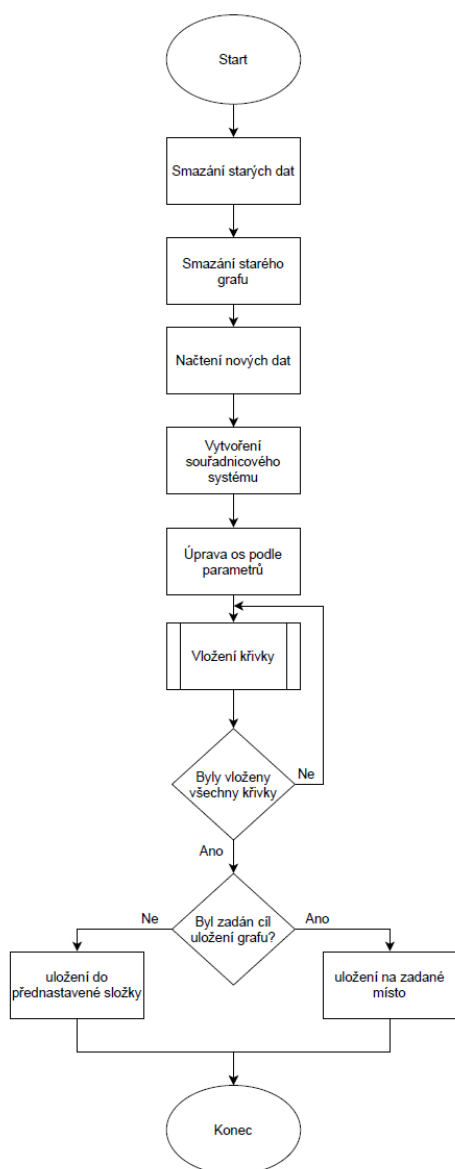 Start
Smazání starých dat
Smazání starého
grafu
Načtení nových dat
Vytvoření
souřadnicového
systému
Úprava os podle
parametrů
Vložení křivky
Byly vloženy
všechny křivky
Ne
Ano
Byl zadán cíl
uložení grafu?
Ne
Ano
uložení do
přednastavené složky
uložení na zadané
místo
Konec